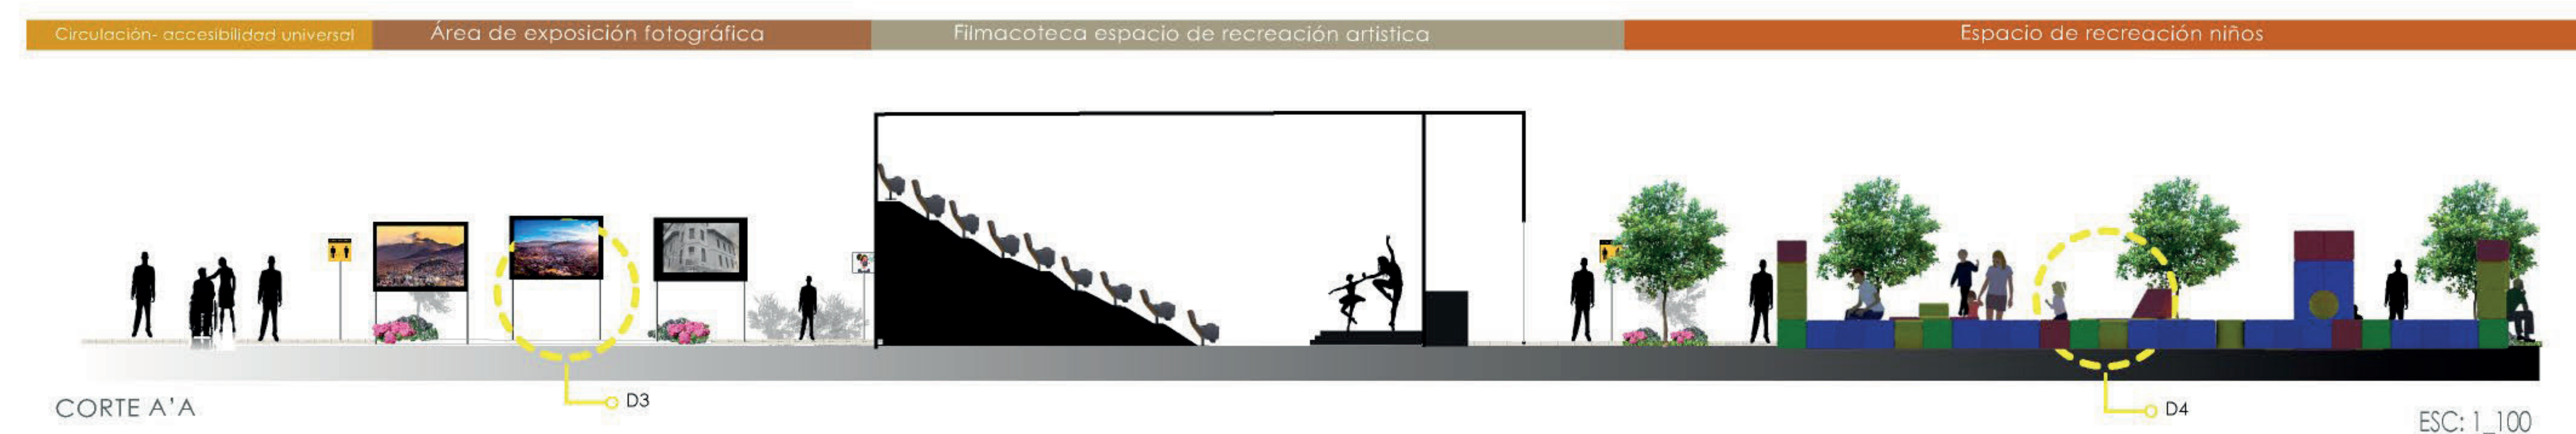 Circulación- accesibilidad universal
Área de exposición fotográfica
Filmacoteca espacio de recreación artistica
Espacio de recreación niños
D3
D4
CORTE A'A
ESC: 1_100